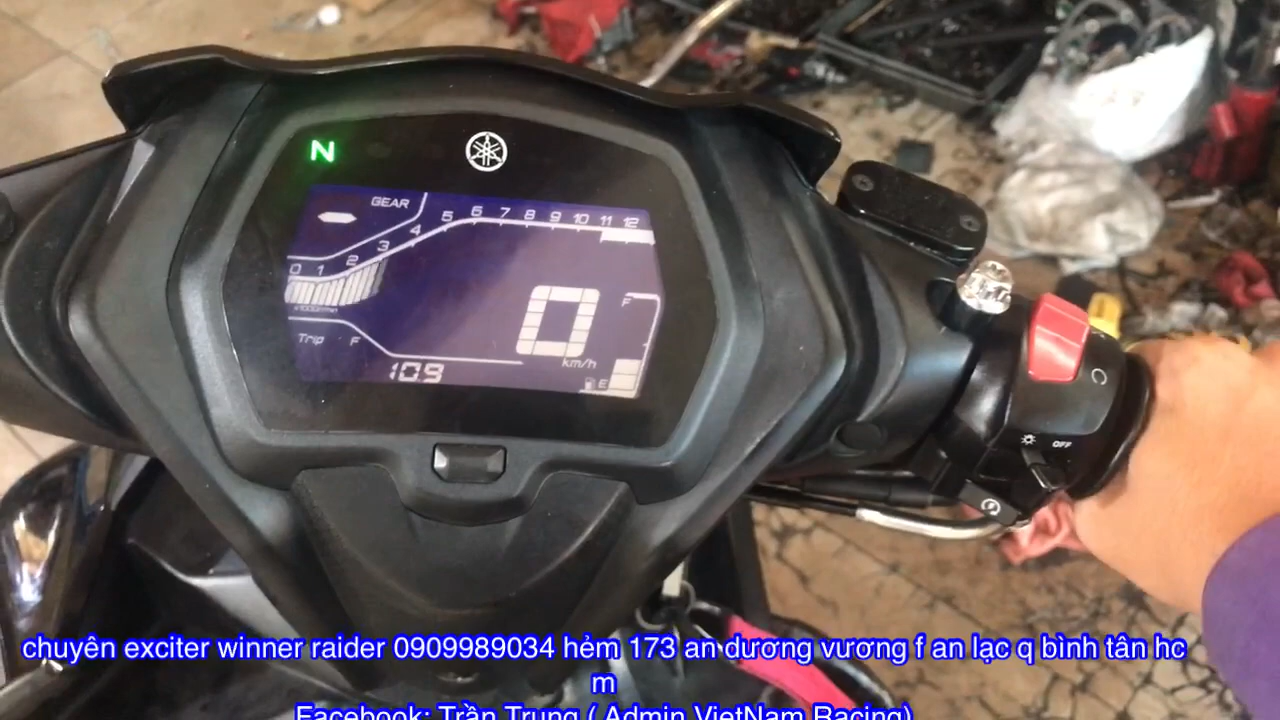 N
GEAR
0 1 2 3 4 5 6 7 8 9 10 11 12
0
km/h
F
E
Trip F
10.9
OFF
chuyên exciter winner raider 0909989034 hẻm 173 an dương vương f an lạc q bình tân hc
m
Facebook: Trần Trung ( Admin VietNam Racing)